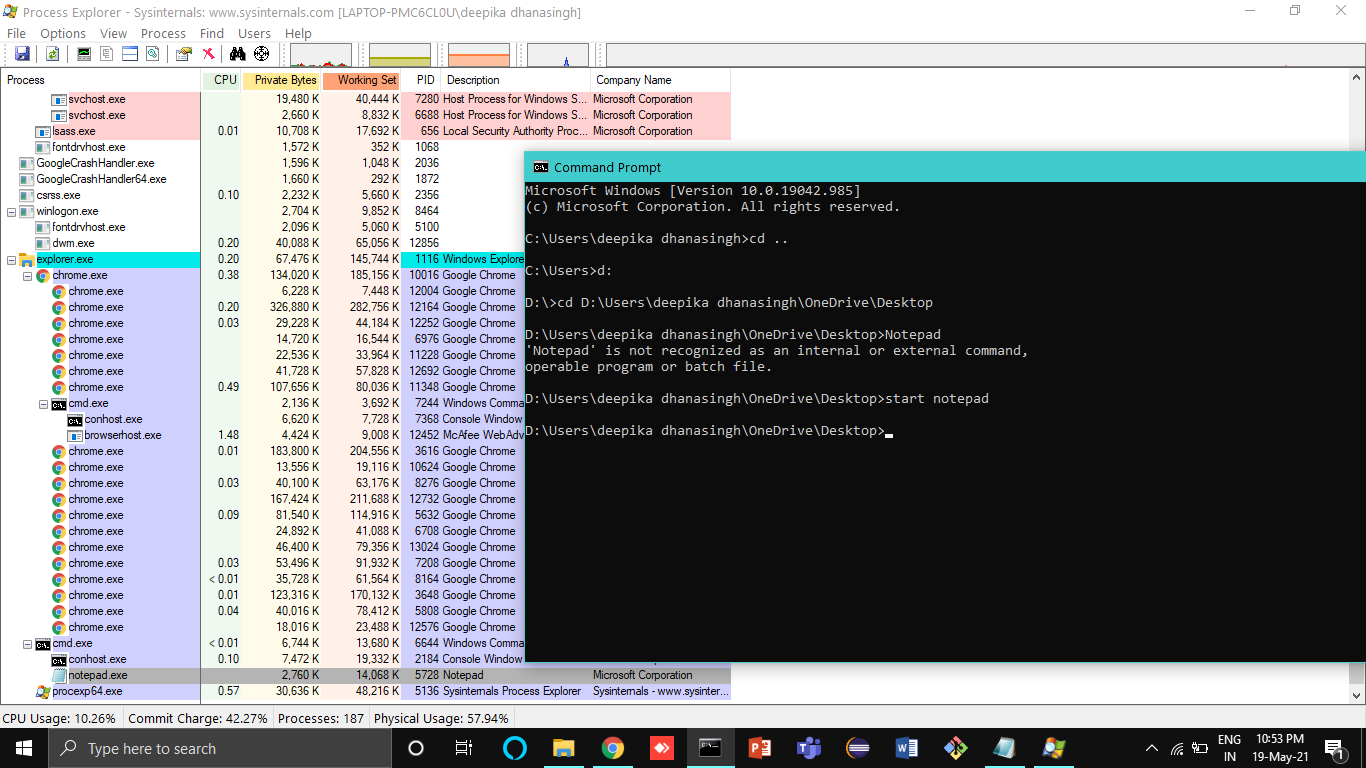 Process Explorer - Sysinternals: www.sysinternals.com [LAPTOP-PMC6CL0U\deepika dhanasingh]
File Options View Process Find Users Help
Process CPU Private Bytes Working Set PID Description Company Name
svchost.exe 19,480 K 40,444 K 7280 Host Process for Windows S... Microsoft Corporation
svchost.exe 2,660 K 8,832 K 6688 Host Process for Windows S... Microsoft Corporation
lsass.exe 0.01 10,708 K 17,692 K 656 Local Security Authority Proc... Microsoft Corporation
fontdrvhost.exe 1,572 K 352 K 1068
GoogleCrashHandler.exe 1,596 K 1,048 K 2036
GoogleCrashHandler64.exe 1,660 K 292 K 1872
csrss.exe 0.10 2,232 K 5,660 K 2356
winlogon.exe 2,704 K 9,852 K 8464
fontdrvhost.exe 2,096 K 5,060 K 5100
dwm.exe 0.20 40,088 K 65,056 K 12856
explorer.exe 0.20 67,476 K 145,744 K 1116 Windows Explore
chrome.exe 0.38 134,020 K 185,156 K 10016 Google Chrome
chrome.exe 6,228 K 7,448 K 12004 Google Chrome
chrome.exe 0.20 326,880 K 282,756 K 12164 Google Chrome
chrome.exe 0.03 29,228 K 44,184 K 12252 Google Chrome
chrome.exe 14,720 K 16,544 K 6976 Google Chrome
chrome.exe 22,536 K 33,964 K 11228 Google Chrome
chrome.exe 41,728 K 57,828 K 12692 Google Chrome
chrome.exe 0.49 107,656 K 80,036 K 11348 Google Chrome
cmd.exe 2,136 K 3,692 K 7244 Windows Comma
conhost.exe 6,620 K 7,728 K 7368 Console Window
browserhost.exe 1.48 4,424 K 9,008 K 12452 McAfee WebAdv
chrome.exe 0.01 183,800 K 204,556 K 3616 Google Chrome
chrome.exe 13,556 K 19,116 K 10624 Google Chrome
chrome.exe 0.03 40,100 K 63,176 K 8276 Google Chrome
chrome.exe 167,424 K 211,688 K 12732 Google Chrome
chrome.exe 0.09 81,540 K 114,916 K 5632 Google Chrome
chrome.exe 24,892 K 41,088 K 6708 Google Chrome
chrome.exe 46,400 K 79,356 K 13024 Google Chrome
chrome.exe 0.03 53,496 K 91,932 K 7208 Google Chrome
chrome.exe < 0.01 35,728 K 61,564 K 8164 Google Chrome
chrome.exe 0.01 123,316 K 170,132 K 3648 Google Chrome
chrome.exe 0.04 40,016 K 78,412 K 5808 Google Chrome
chrome.exe 18,016 K 23,488 K 12576 Google Chrome
cmd.exe < 0.01 6,744 K 13,680 K 6644 Windows Comma
conhost.exe 0.10 7,472 K 19,332 K 2184 Console Window
notepad.exe 2,760 K 14,068 K 5728 Notepad Microsoft Corporation
procexp64.exe 0.57 30,636 K 48,216 K 5136 Sysinternals Process Explorer Sysinternals - www.sysinter...
Command Prompt
Microsoft Windows [Version 10.0.19042.985]
(c) Microsoft Corporation. All rights reserved.
C:\Users\deepika dhanasingh>cd ..
C:\Users>d:
D:\>cd D:\Users\deepika dhanasingh\OneDrive\Desktop
D:\Users\deepika dhanasingh\OneDrive\Desktop>Notepad
'Notepad' is not recognized as an internal or external command,
operable program or batch file.
D:\Users\deepika dhanasingh\OneDrive\Desktop>start notepad
D:\Users\deepika dhanasingh\OneDrive\Desktop>
CPU Usage: 10.26% Commit Charge: 42.27% Processes: 187 Physical Usage: 57.94%
Type here to search
ENG 10:53 PM
IN 19-May-21
1